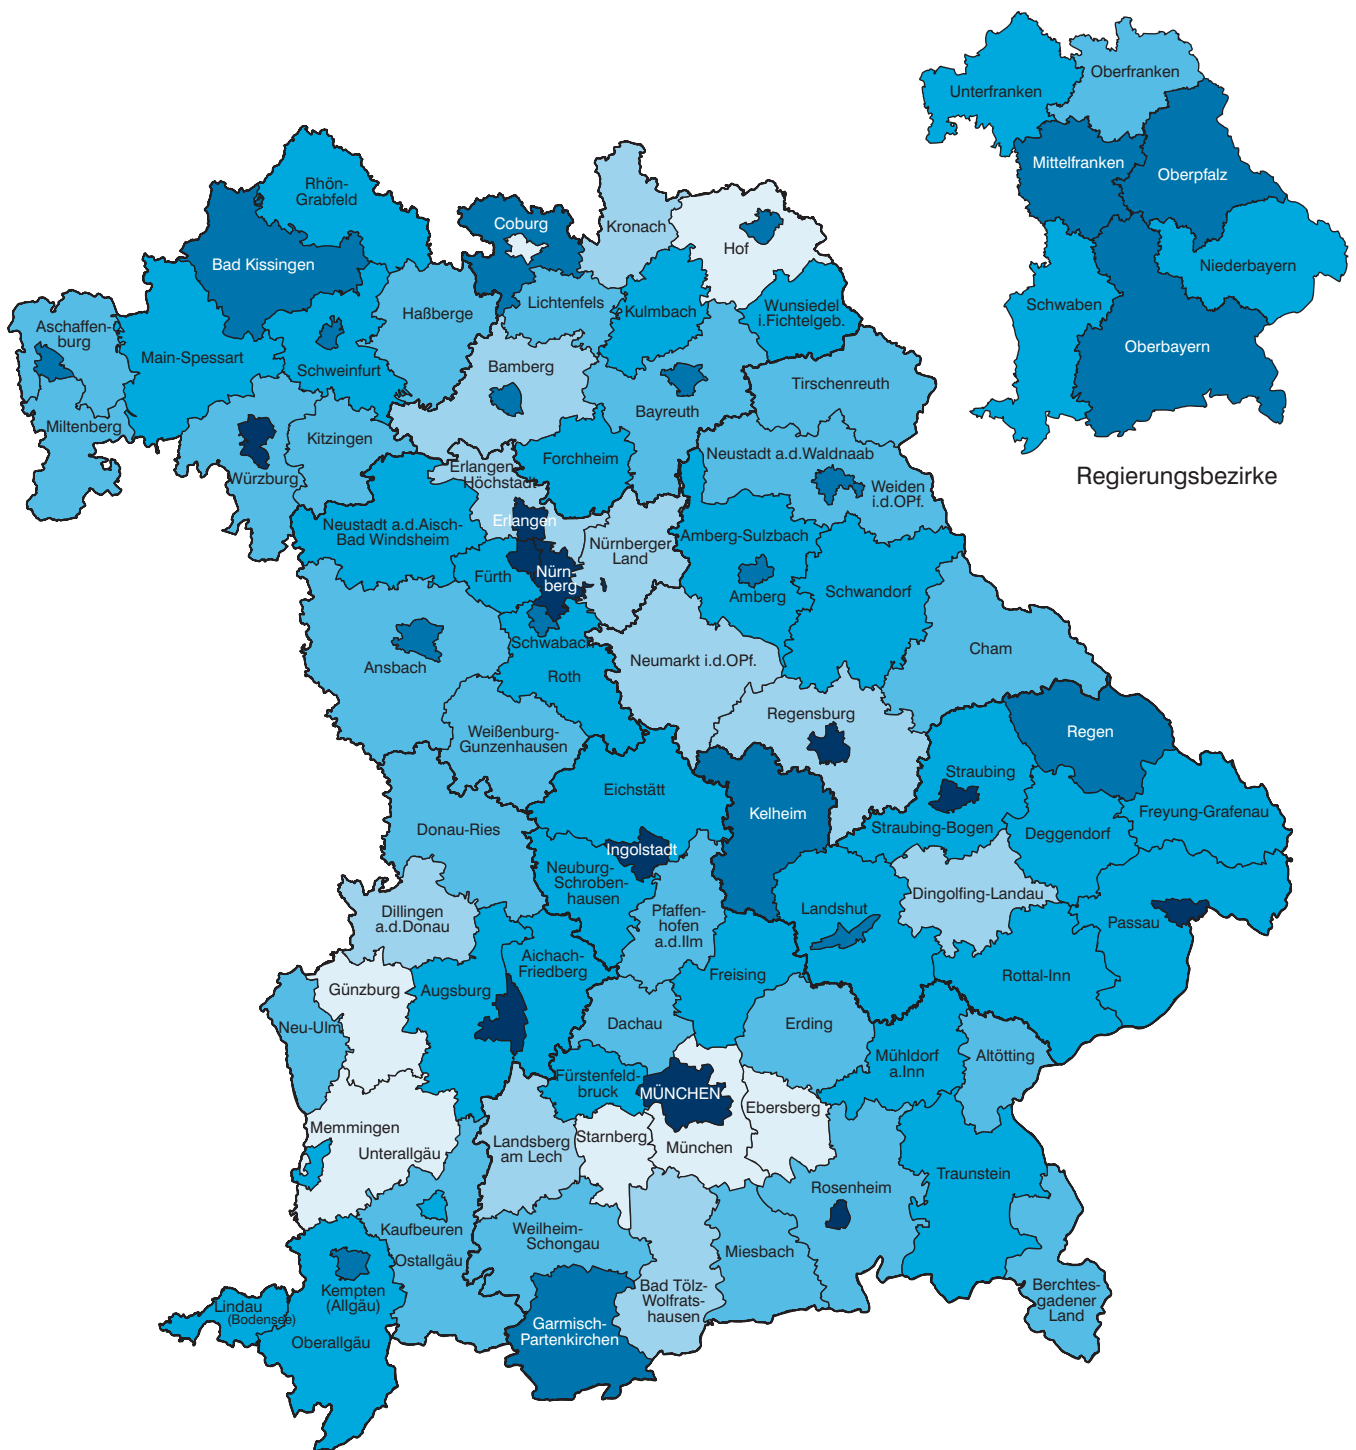 Unterfranken
Oberfranken
Mittelfranken
Oberpfalz
Niederbayern
Schwaben
Oberbayern
Regierungsbezirke
Rhön-
Grabfeld
Coburg
Kronach
Hof
Bad Kissingen
Lichtenfels
Kulmbach
Wunsiedel
i.Fichtelgeb.
Haßberge
Aschaffen-
burg
Main-Spessart
Schweinfurt
Bamberg
Bayreuth
Tirschenreuth
Miltenberg
Kitzingen
Würzburg
Erlangen-
Höchstadt
Forchheim
Neustadt a.d.Waldnaab
Weiden
i.d.OPf.
Neustadt a.d.Aisch-
Bad Windsheim
Erlangen
Nürnberger
Land
Amberg-Sulzbach
Fürth
Nürn-
berg
Amberg
Schwandorf
Schwabach
Ansbach
Roth
Neumarkt i.d.OPf.
Cham
Weißenburg-
Gunzenhausen
Regensburg
Regen
Eichstätt
Straubing
Kelheim
Donau-Ries
Straubing-Bogen
Deggendorf
Freyung-Grafenau
Ingolstadt
Neuburg-
Schroben-
hausen
Dingolfing-Landau
Dillingen
a.d.Donau
Pfaffen-
hofen
a.d.Ilm
Landshut
Passau
Aichach-
Friedberg
Freising
Rottal-Inn
Günzburg
Augsburg
Neu-Ulm
Dachau
Erding
Mühldorf
a.Inn
Altötting
Fürstenfeld-
bruck
MÜNCHEN
Ebersberg
Memmingen
Unterallgäu
Landsberg
am Lech
Starnberg
München
Traunstein
Rosenheim
Kaufbeuren
Ostallgäu
Weilheim-
Schongau
Miesbach
Bad Tölz-
Wolfrats-
hausen
Berchtes-
gadener
Land
Kempten
(Allgäu)
Lindau
(Bodensee)
Oberallgäu
Garmisch-
Partenkirchen